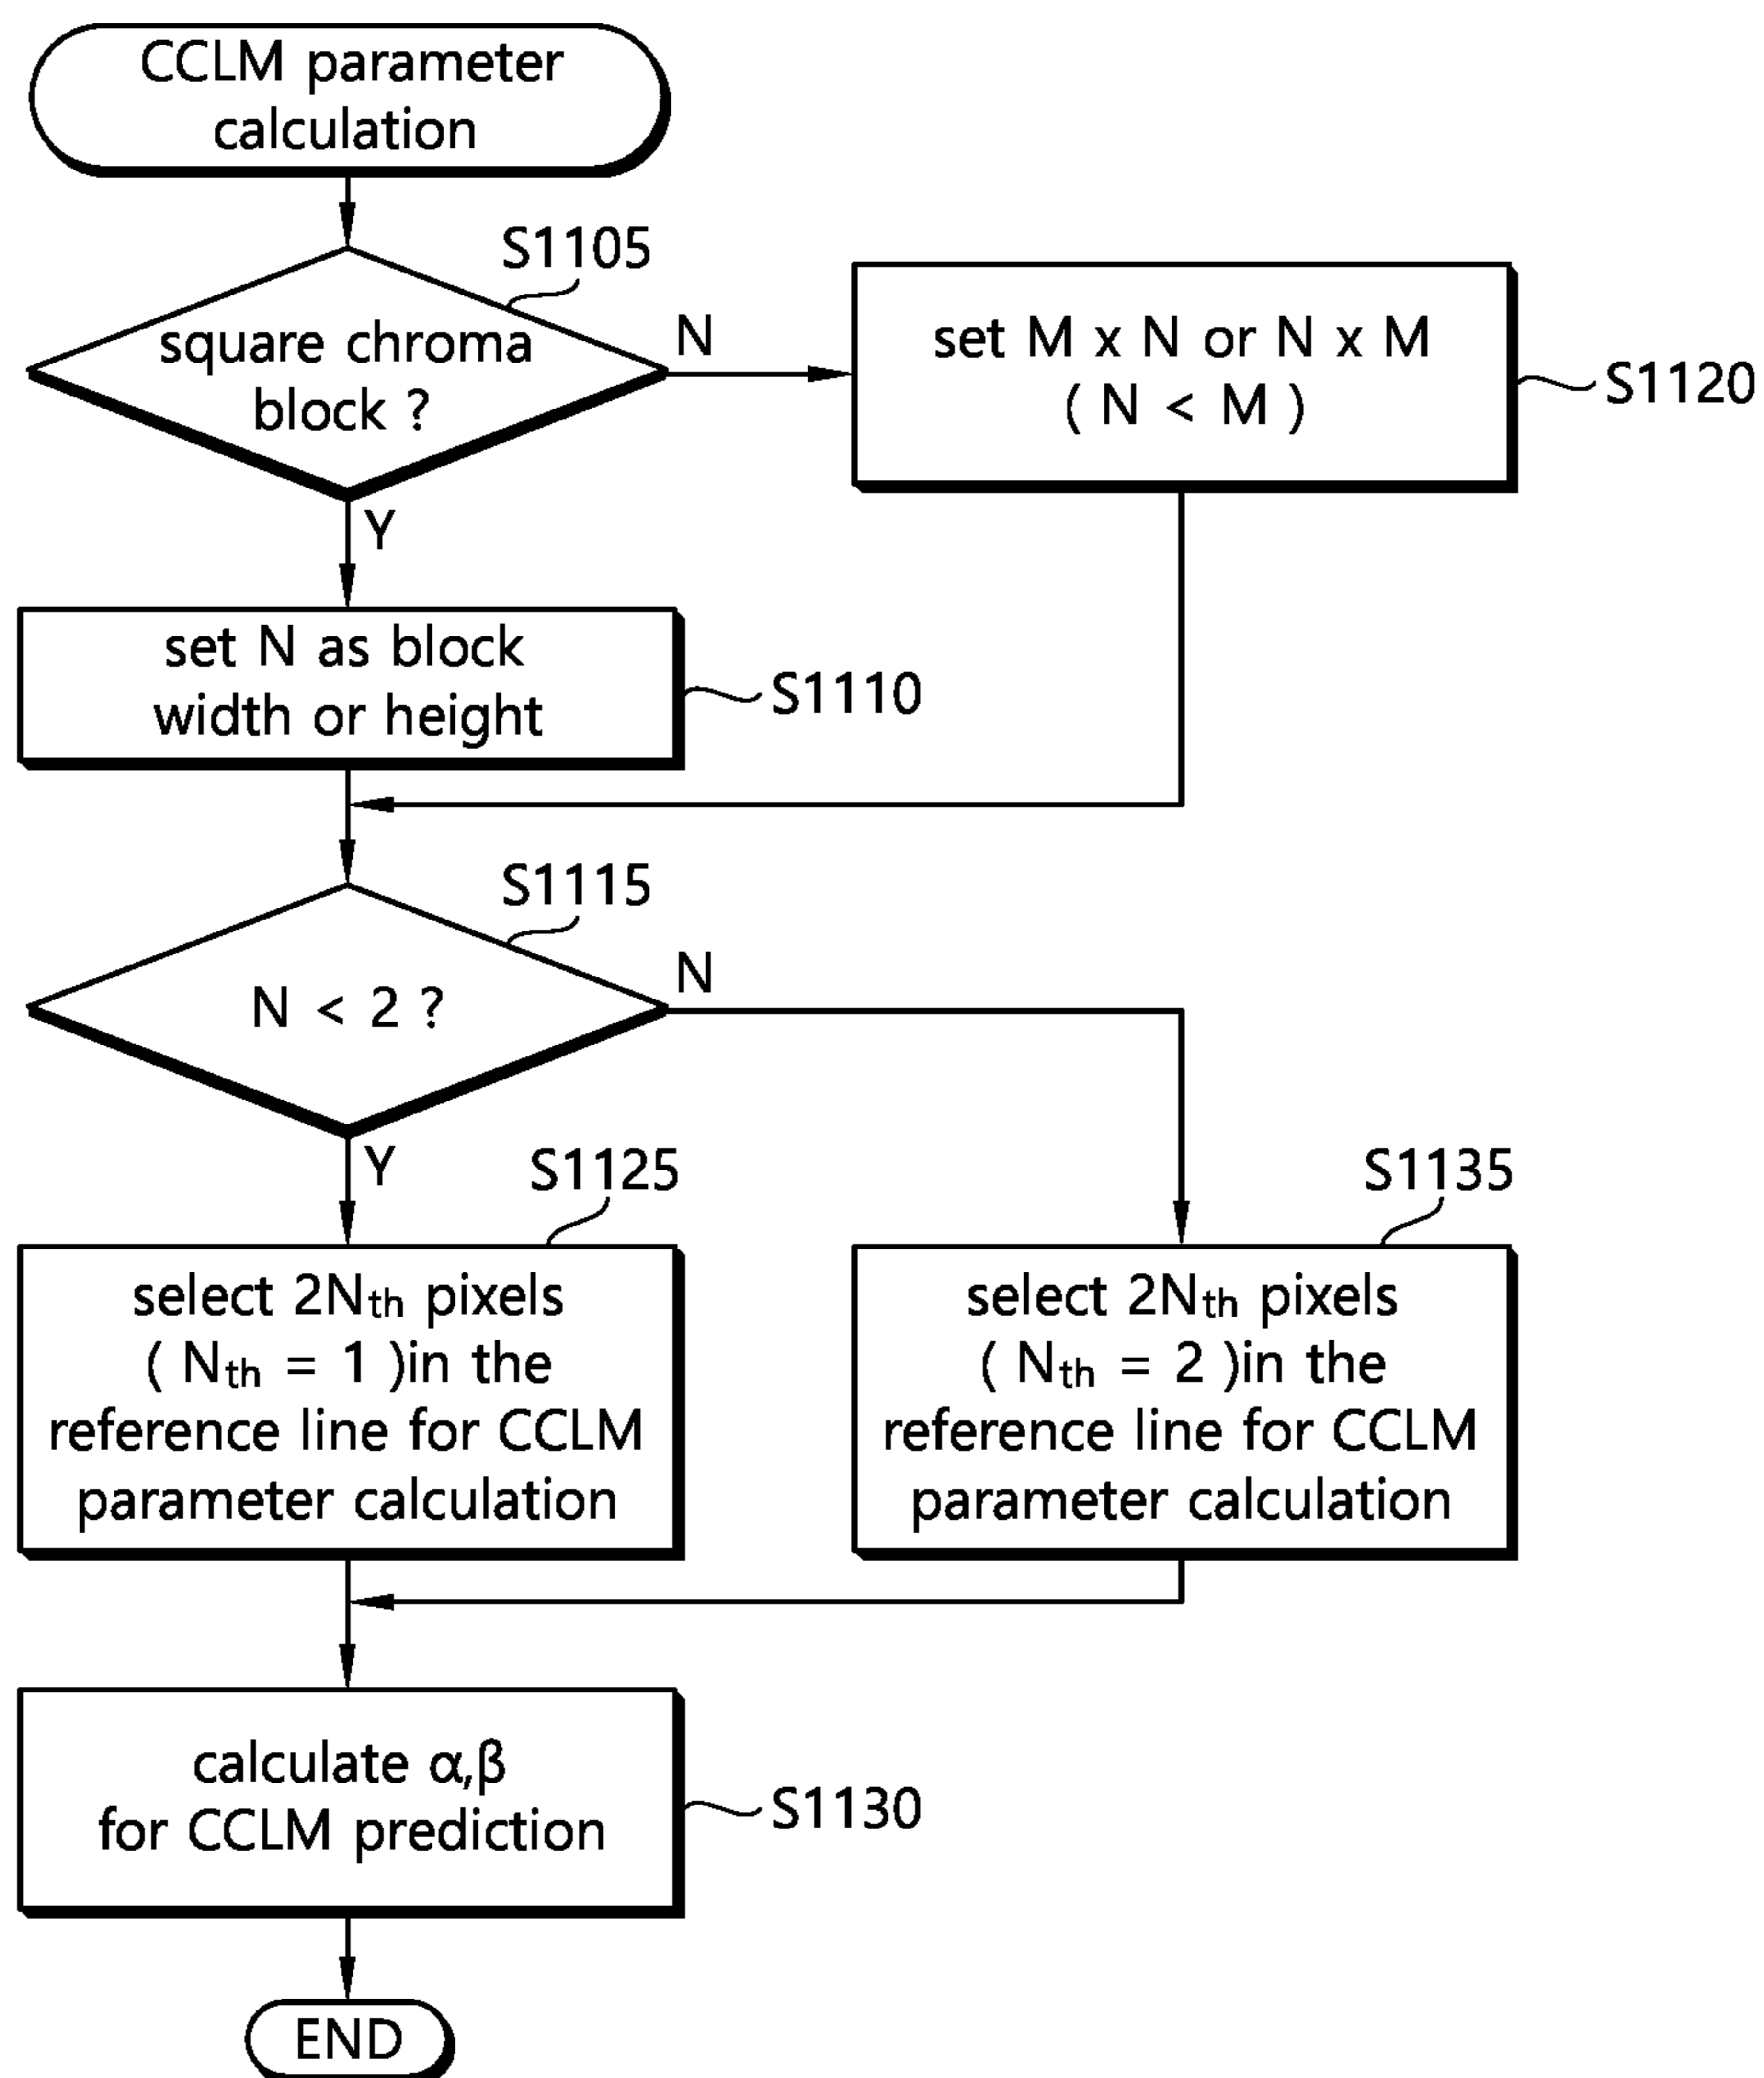 CCLM parameter
calculation
S1105
square chroma
block ?
N
set M x N or N x M
( N < M )
S1120
Y
set N as block
width or height
S1110
S1115
N < 2 ?
N
Y
S1125
select 2Nth pixels
( Nth = 1 )in the
reference line for CCLM
parameter calculation
S1135
select 2Nth pixels
( Nth = 2 )in the
reference line for CCLM
parameter calculation
calculate α,β
for CCLM prediction
S1130
END